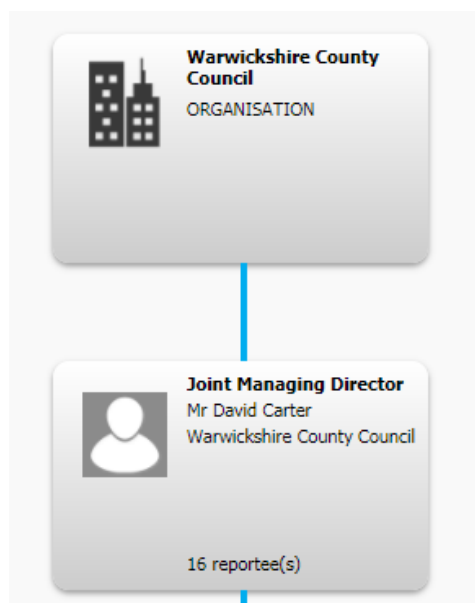 Warwickshire County
Council
ORGANISATION
Joint Managing Director
Mr David Carter
Warwickshire County Council
16 reportee(s)